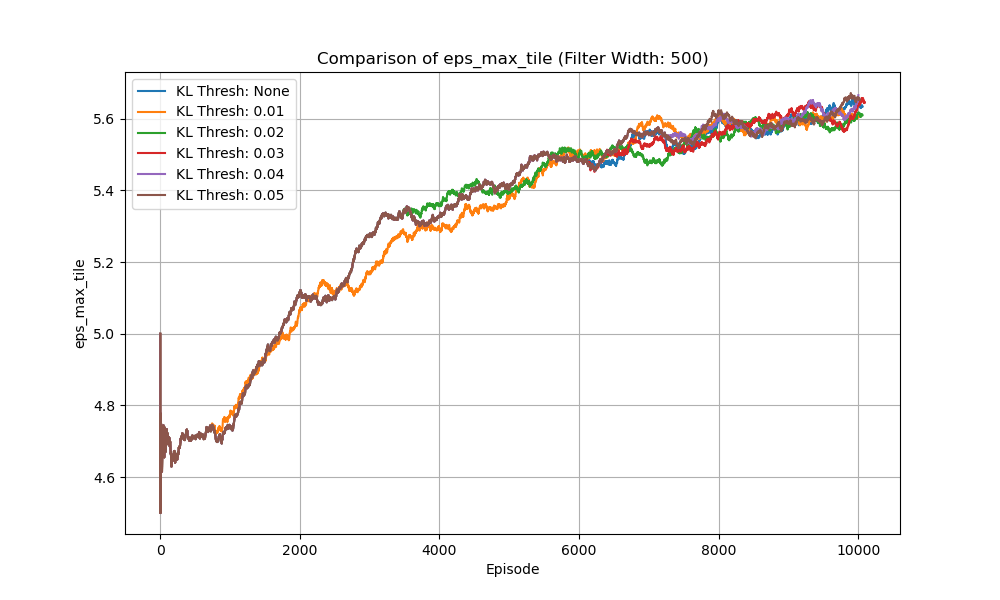 Comparison of eps_max_tile (Filter Width: 500)
KL Thresh: None
KL Thresh: 0.01
KL Thresh: 0.02
KL Thresh: 0.03
KL Thresh: 0.04
KL Thresh: 0.05
eps_max_tile
5.6
5.4
5.2
5.0
4.8
4.6
0
2000
4000
6000
8000
10000
Episode